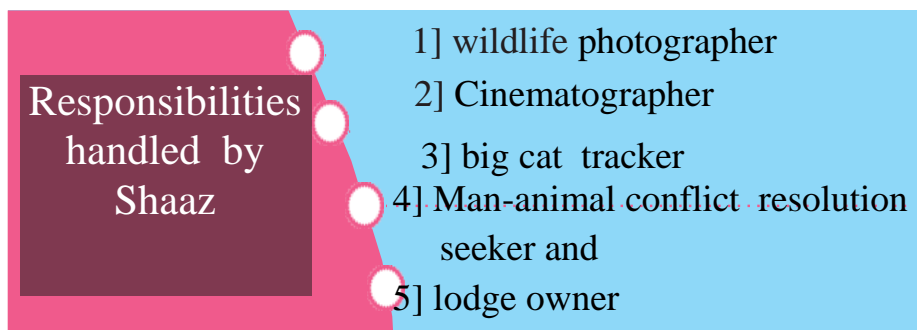 Responsibilities
handled by
Shaaz
1] wildlife photographer
2] Cinematographer
3] big cat tracker
4] Man-animal conflict resolution
seeker and
5] lodge owner